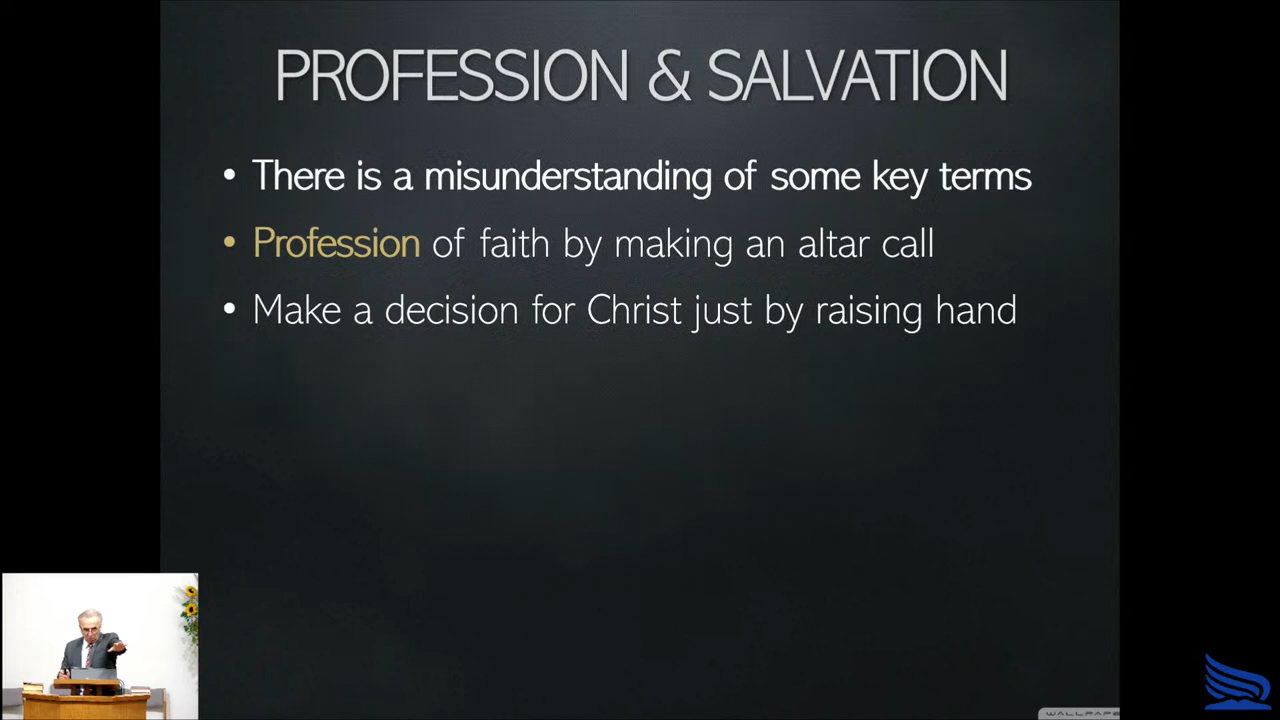 PROFESSION & SALVATION
• There is a misunderstanding of some key terms
• Profession of faith by making an altar call
• Make a decision for Christ just by raising hand
WALLPAPE